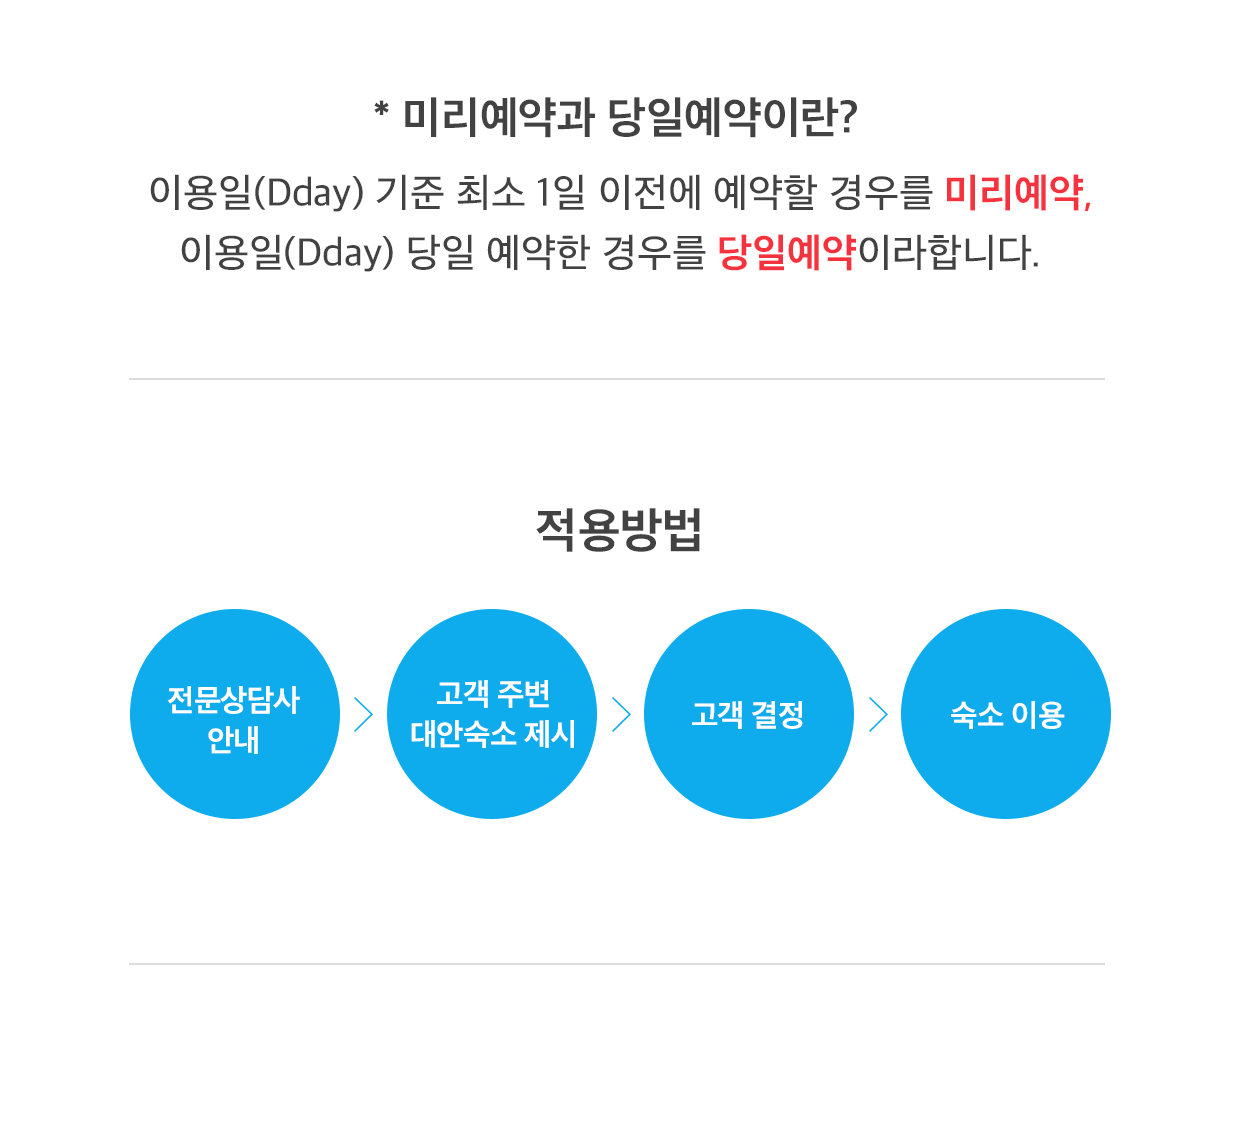 * 미리예약과 당일예약이란?
이용일(Dday) 기준 최소 1일 이전에 예약할 경우를 미리예약,
이용일(Dday) 당일 예약한 경우를 당일예약이라합니다.
적용방법
전문상담사
안내
고객 주변
대안숙소 제시
고객 결정
숙소 이용